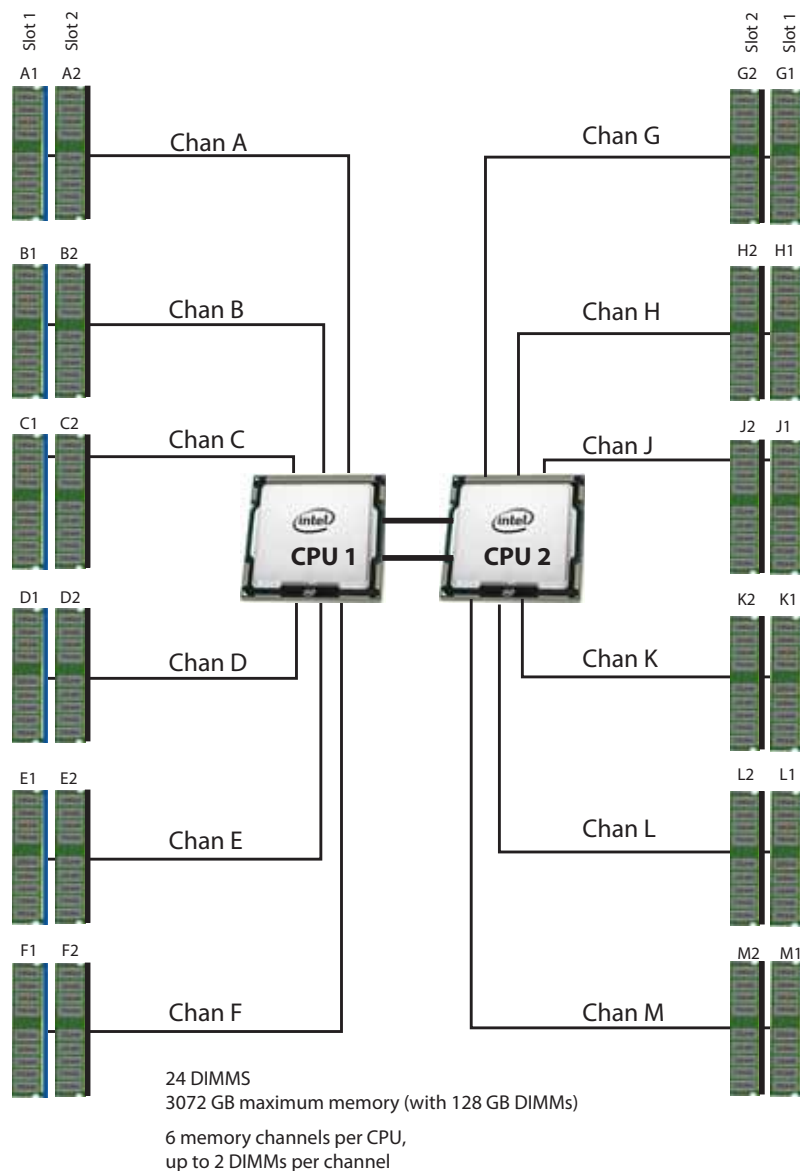 Slot 1 Slot 2
A1 A2
Chan A
B1 B2
Chan B
C1 C2
Chan C
D1 D2
Chan D
E1 E2
Chan E
F1 F2
Chan F
intel
CPU 1
intel
CPU 2
Slot 2 Slot 1
G2 G1
Chan G
H2 H1
Chan H
J2 J1
Chan J
K2 K1
Chan K
L2 L1
Chan L
M2 M1
Chan M
24 DIMMS
3072 GB maximum memory (with 128 GB DIMMs)
6 memory channels per CPU,
up to 2 DIMMs per channel